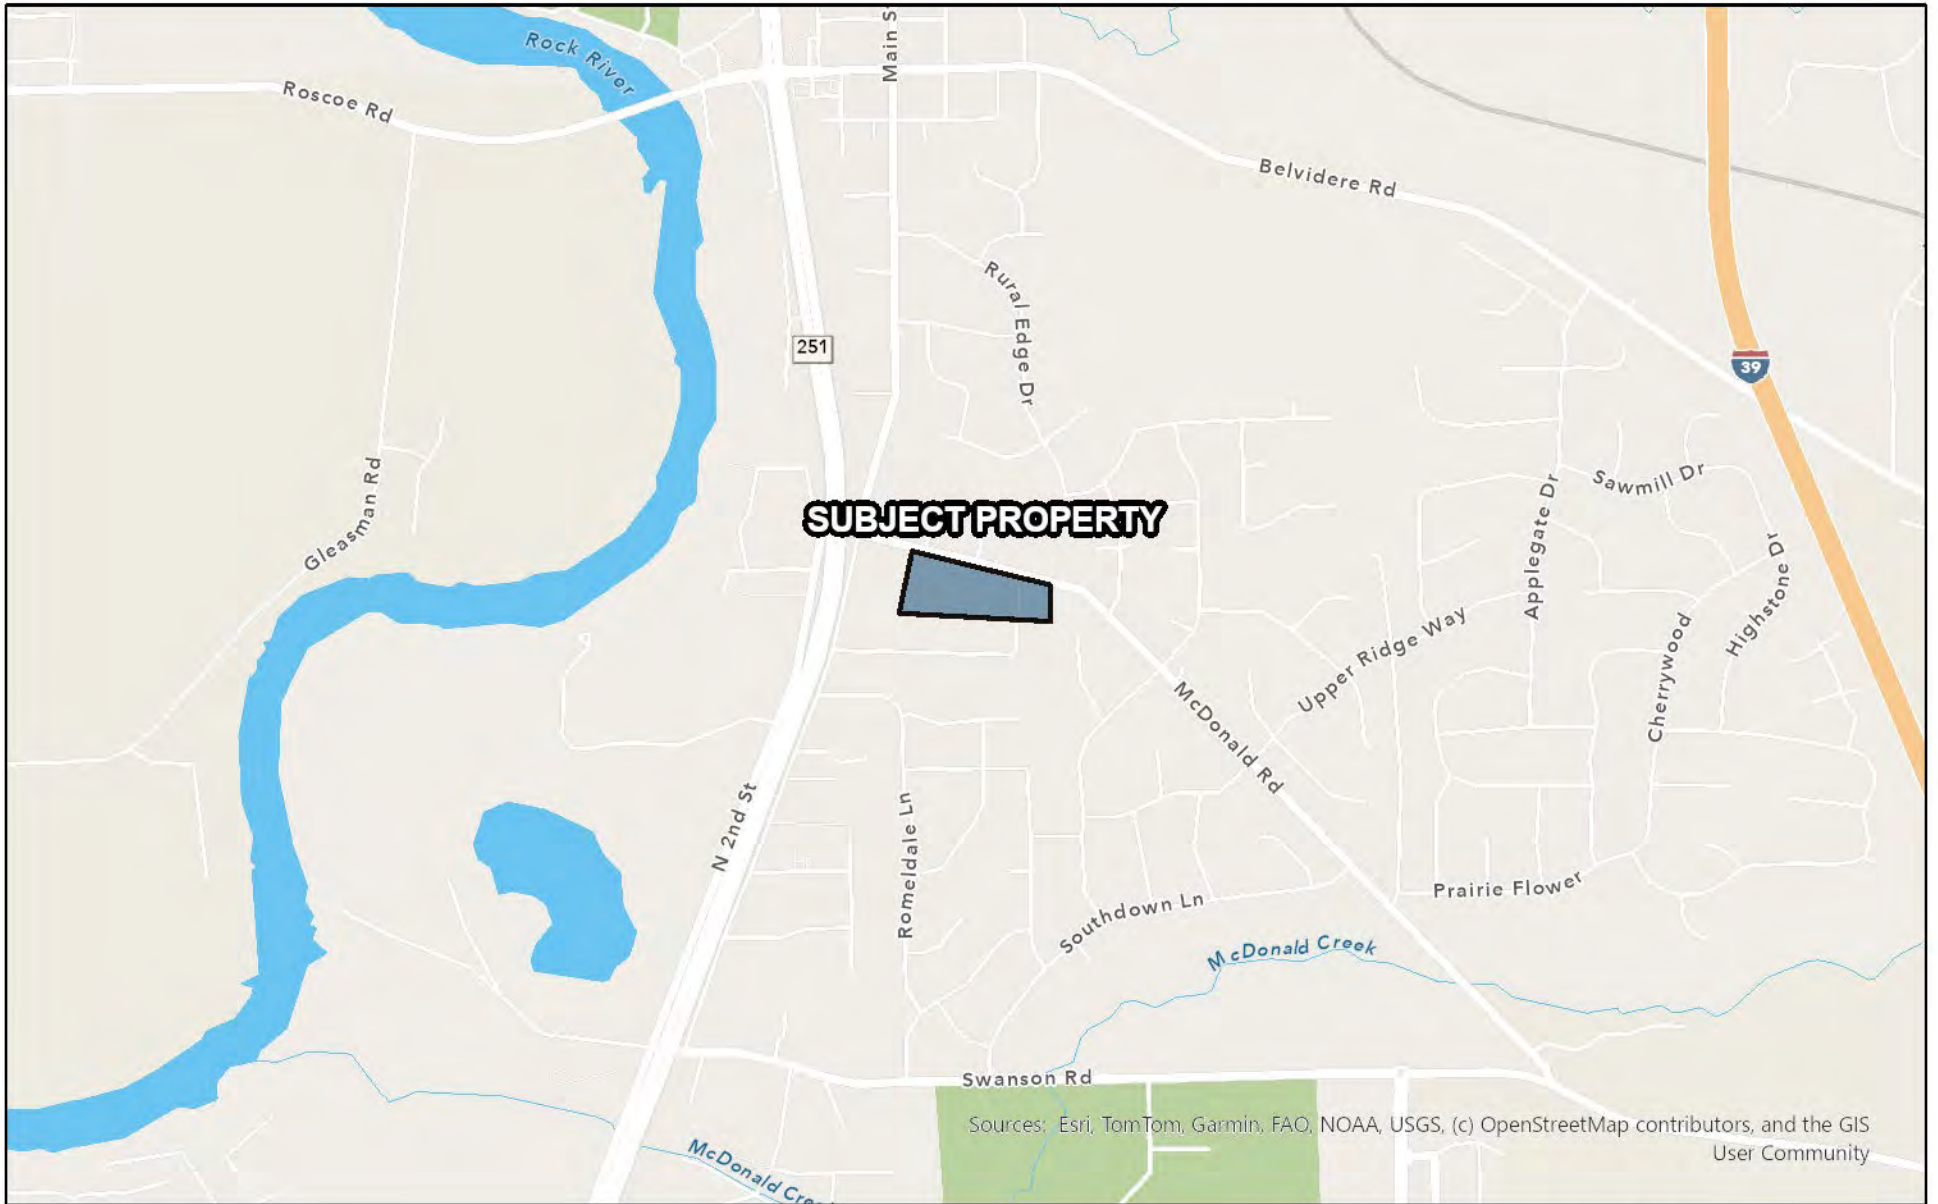 Main S
Rock River
Roscoe Rd
Belvidere Rd
Rural Edge Dr
251
39
Gleasman Rd
Sawmill Dr
Applegate Dr
SUBJECT PROPERTY
Highstone Dr
Upper Ridge Way
Cherrywood
McDonald Rd
N 2nd St
Romeldale Ln
Prairie Flower
Southdown Ln
McDonald Creek
Swanson Rd
Sources: Esri, TomTom, Garmin, FAO, NOAA, USGS, (c) OpenStreetMap contributors, and the GIS
User Community
McDonald Cre